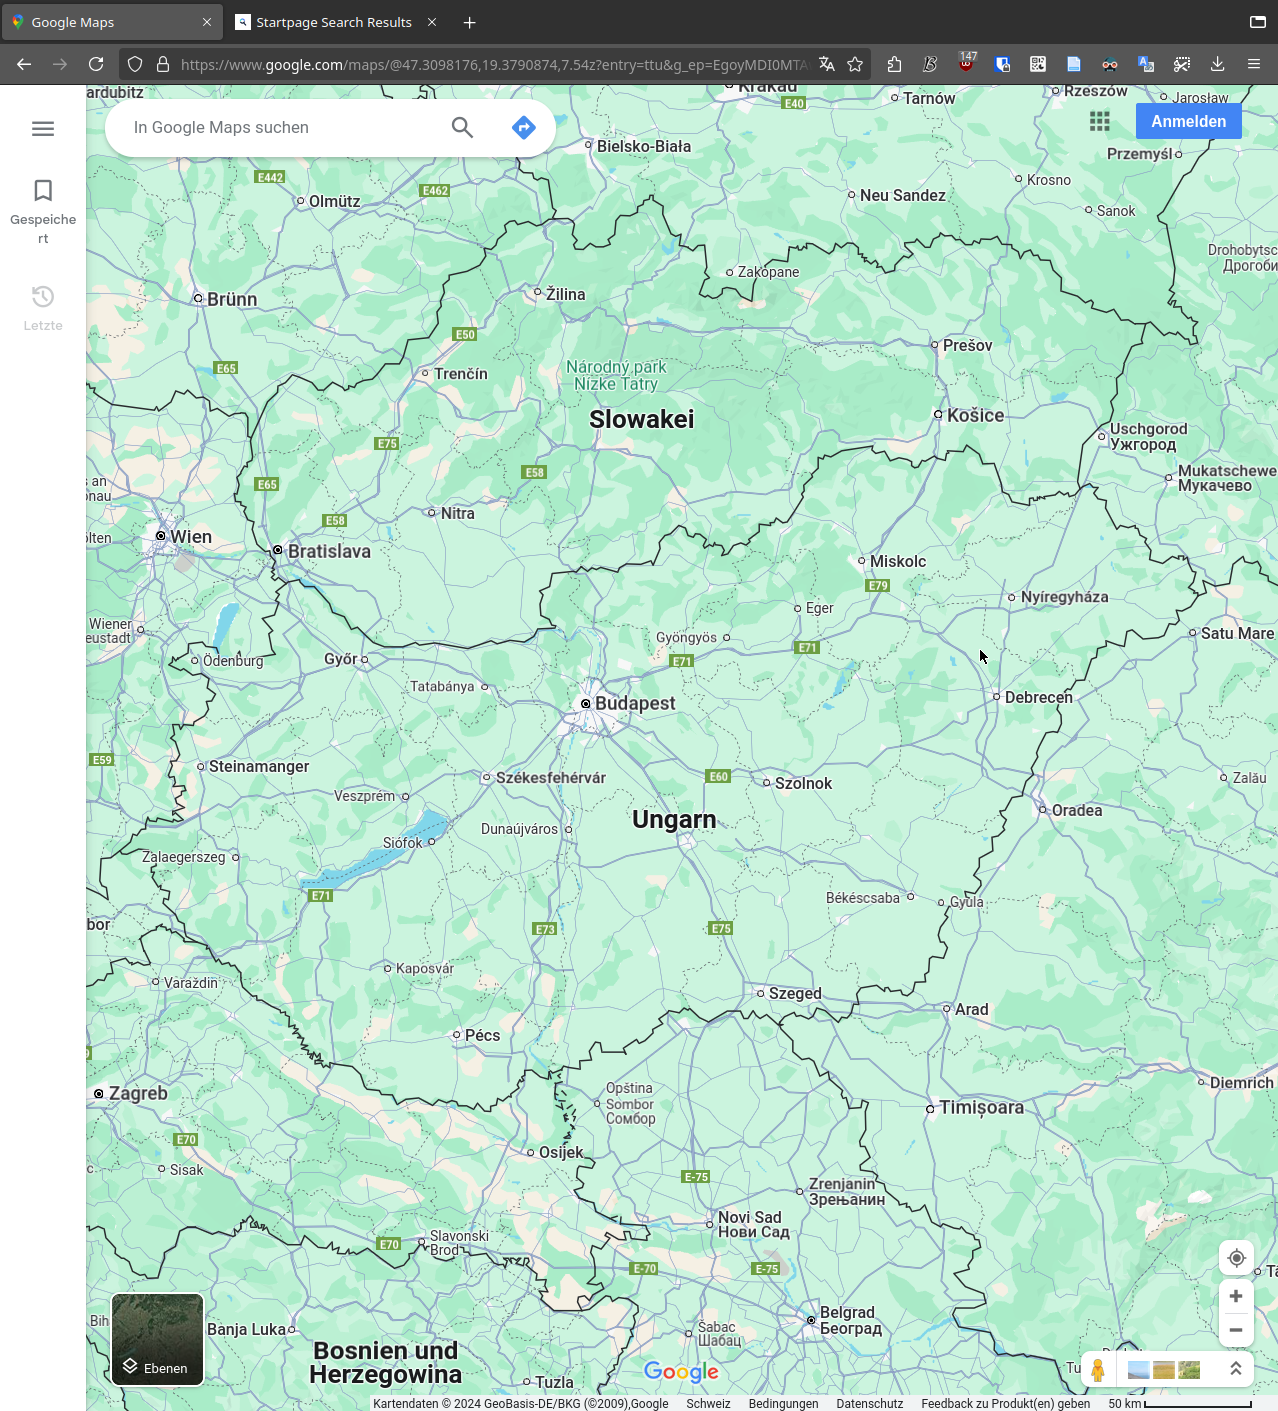 Google Maps
Startpage Search Results
147
https://www.google.com/maps/@47.3098176,19.3790874,7.54z?entry=ttu&g_ep=EgoyMDI0MTA
In Google Maps suchen
Anmelden
Gespeiche
rt
Letzte
ardubitz
Krakau
E40
Tarnów
Rzeszów
Jarosław
Bielsko-Biała
Przemyśl
E442
E462
Olmütz
Neu Sandez
Krosno
Sanok
Drohobytsc
Дрогоби
Zakopane
Brünn
Žilina
E50
Prešov
E65
Trenčín
Národný park
Nízke Tatry
Slowakei
Košice
Uschgorod
Ужгород
E75
E58
E65
Mukatschewe
Мукачево
s an
onau
Nitra
E58
ölten
Wien
Bratislava
Miskolc
E79
Nyíregyháza
Eger
Wiener
eustadt
Gyöngyös
E71
E71
Satu Mare
Ödenburg
Győr
Tatabánya
Budapest
Debrecen
E59
Steinamanger
Székesfehérvár
E60
Szolnok
Zalău
Veszprém
Ungarn
Oradea
Dunaújváros
Siófok
Zalaegerszeg
E71
Békéscsaba
Gyula
bor
E73
E75
Kaposvár
Varaždin
Szeged
Arad
Pécs
Zagreb
Opština
Sombor
Сомбор
Diemrich
Timișoara
E70
Osijek
c
Sisak
E-75
Zrenjanin
Зрењанин
Novi Sad
Нови Сад
Slavonski
Brod
E70
E-70
E-75
Bih
Banja Luka
Belgrad
Београд
Sabac
Шабац
Bosnien und
Herzegowina
Tuzla
Tu
Ebenen
Google
Kartendaten © 2024 GeoBasis-DE/BKG (©2009),Google
Schweiz
Bedingungen
Datenschutz
Feedback zu Produkt(en) geben
50 km